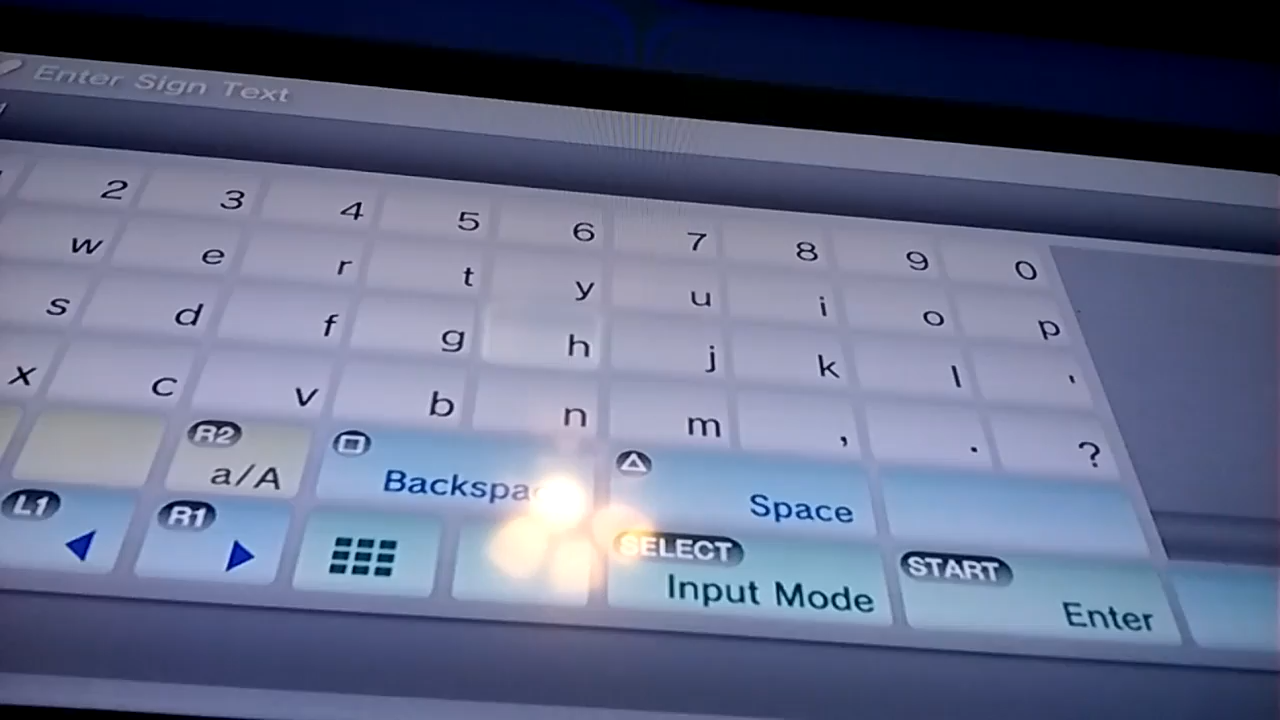 Enter Sign Text
2 3 4 5 6 7 8 9 0
w e r t y u i o p
s d f g h j k l '
x c v b n m , . ?
R2 a/A Backspa Space
L1 R1 SELECT Input Mode START Enter